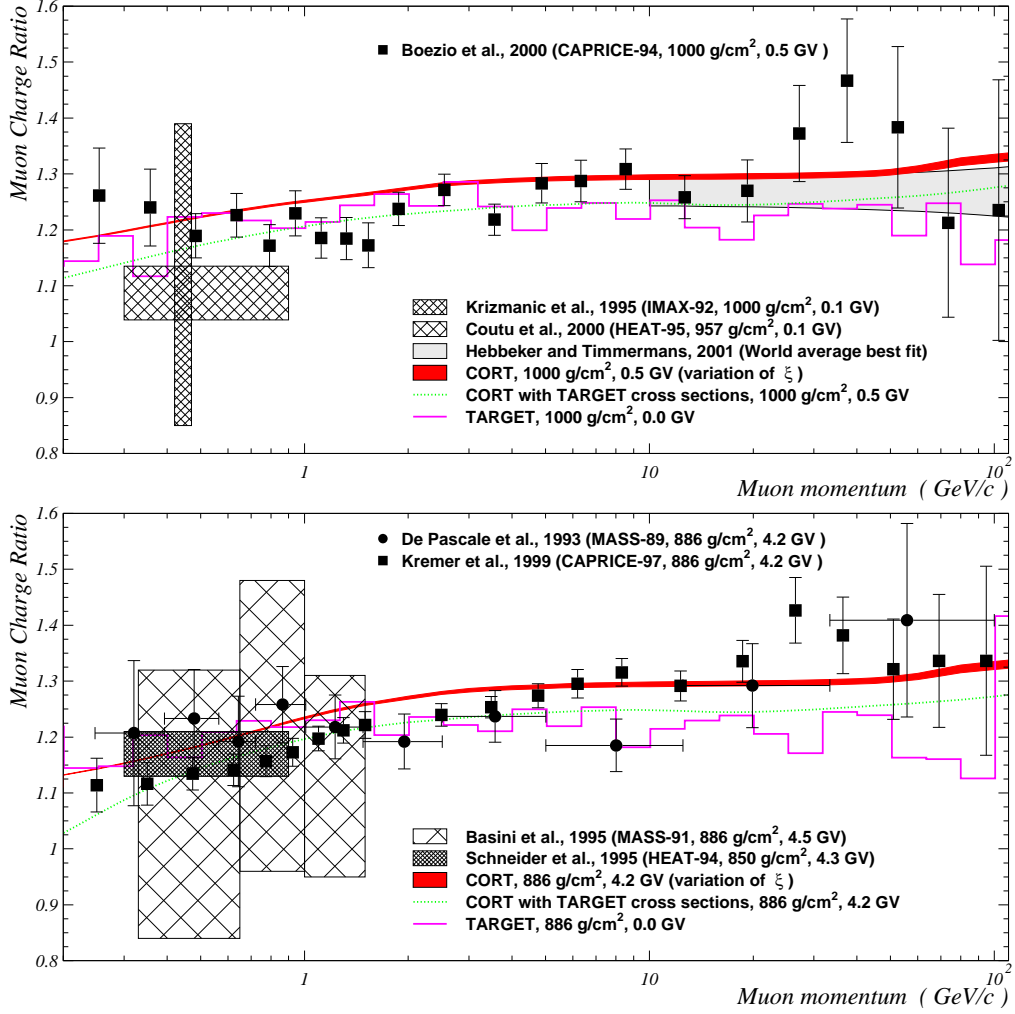 1.6
1.5
1.4
1.3
1.2
1.1
1
0.9
0.8
Muon Charge Ratio
Boezio et al., 2000 (CAPRICE-94, 1000 g/cm², 0.5 GV )
Krizmanic et al., 1995 (IMAX-92, 1000 g/cm², 0.1 GV)
Coutu et al., 2000 (HEAT-95, 957 g/cm², 0.1 GV)
Hebbeker and Timmermans, 2001 (World average best fit)
CORT, 1000 g/cm², 0.5 GV (variation of ξ )
CORT with TARGET cross sections, 1000 g/cm², 0.5 GV
TARGET, 1000 g/cm², 0.0 GV
1 10 10²
Muon momentum ( GeV/c )
1.6
1.5
1.4
1.3
1.2
1.1
1
0.9
0.8
Muon Charge Ratio
De Pascale et al., 1993 (MASS-89, 886 g/cm², 4.2 GV )
Kremer et al., 1999 (CAPRICE-97, 886 g/cm², 4.2 GV )
Basini et al., 1995 (MASS-91, 886 g/cm², 4.5 GV)
Schneider et al., 1995 (HEAT-94, 850 g/cm², 4.3 GV)
CORT, 886 g/cm², 4.2 GV (variation of ξ )
CORT with TARGET cross sections, 886 g/cm², 4.2 GV
TARGET, 886 g/cm², 0.0 GV
1 10 10²
Muon momentum ( GeV/c )